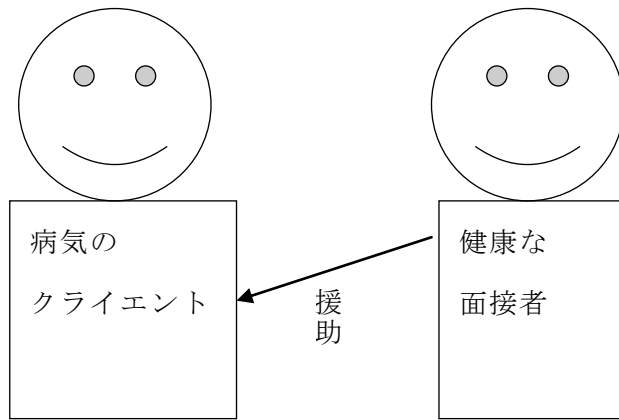 病気の
クライエント
援助
健康な
面接者